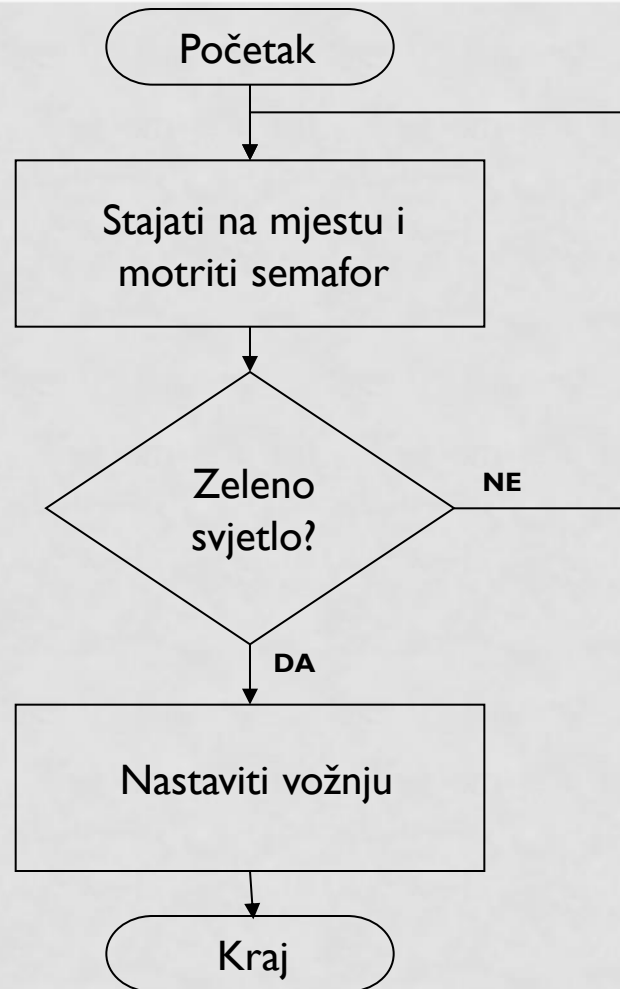 Početak
Stajati na mjestu i
motriti semafor
Zeleno
svjetlo?
NE
DA
Nastaviti vožnju
Kraj